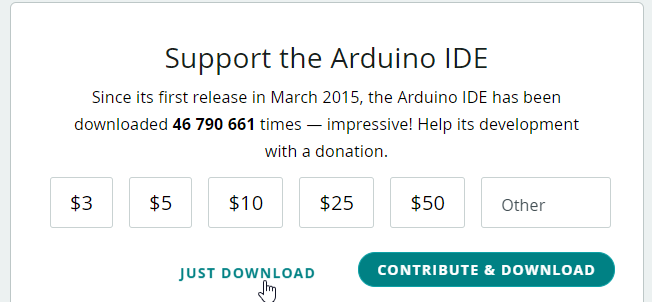 Support the Arduino IDE
Since its first release in March 2015, the Arduino IDE has been
downloaded 46 790 661 times — impressive! Help its development
with a donation.
$3 $5 $10 $25 $50 Other
JUST DOWNLOAD CONTRIBUTE & DOWNLOAD